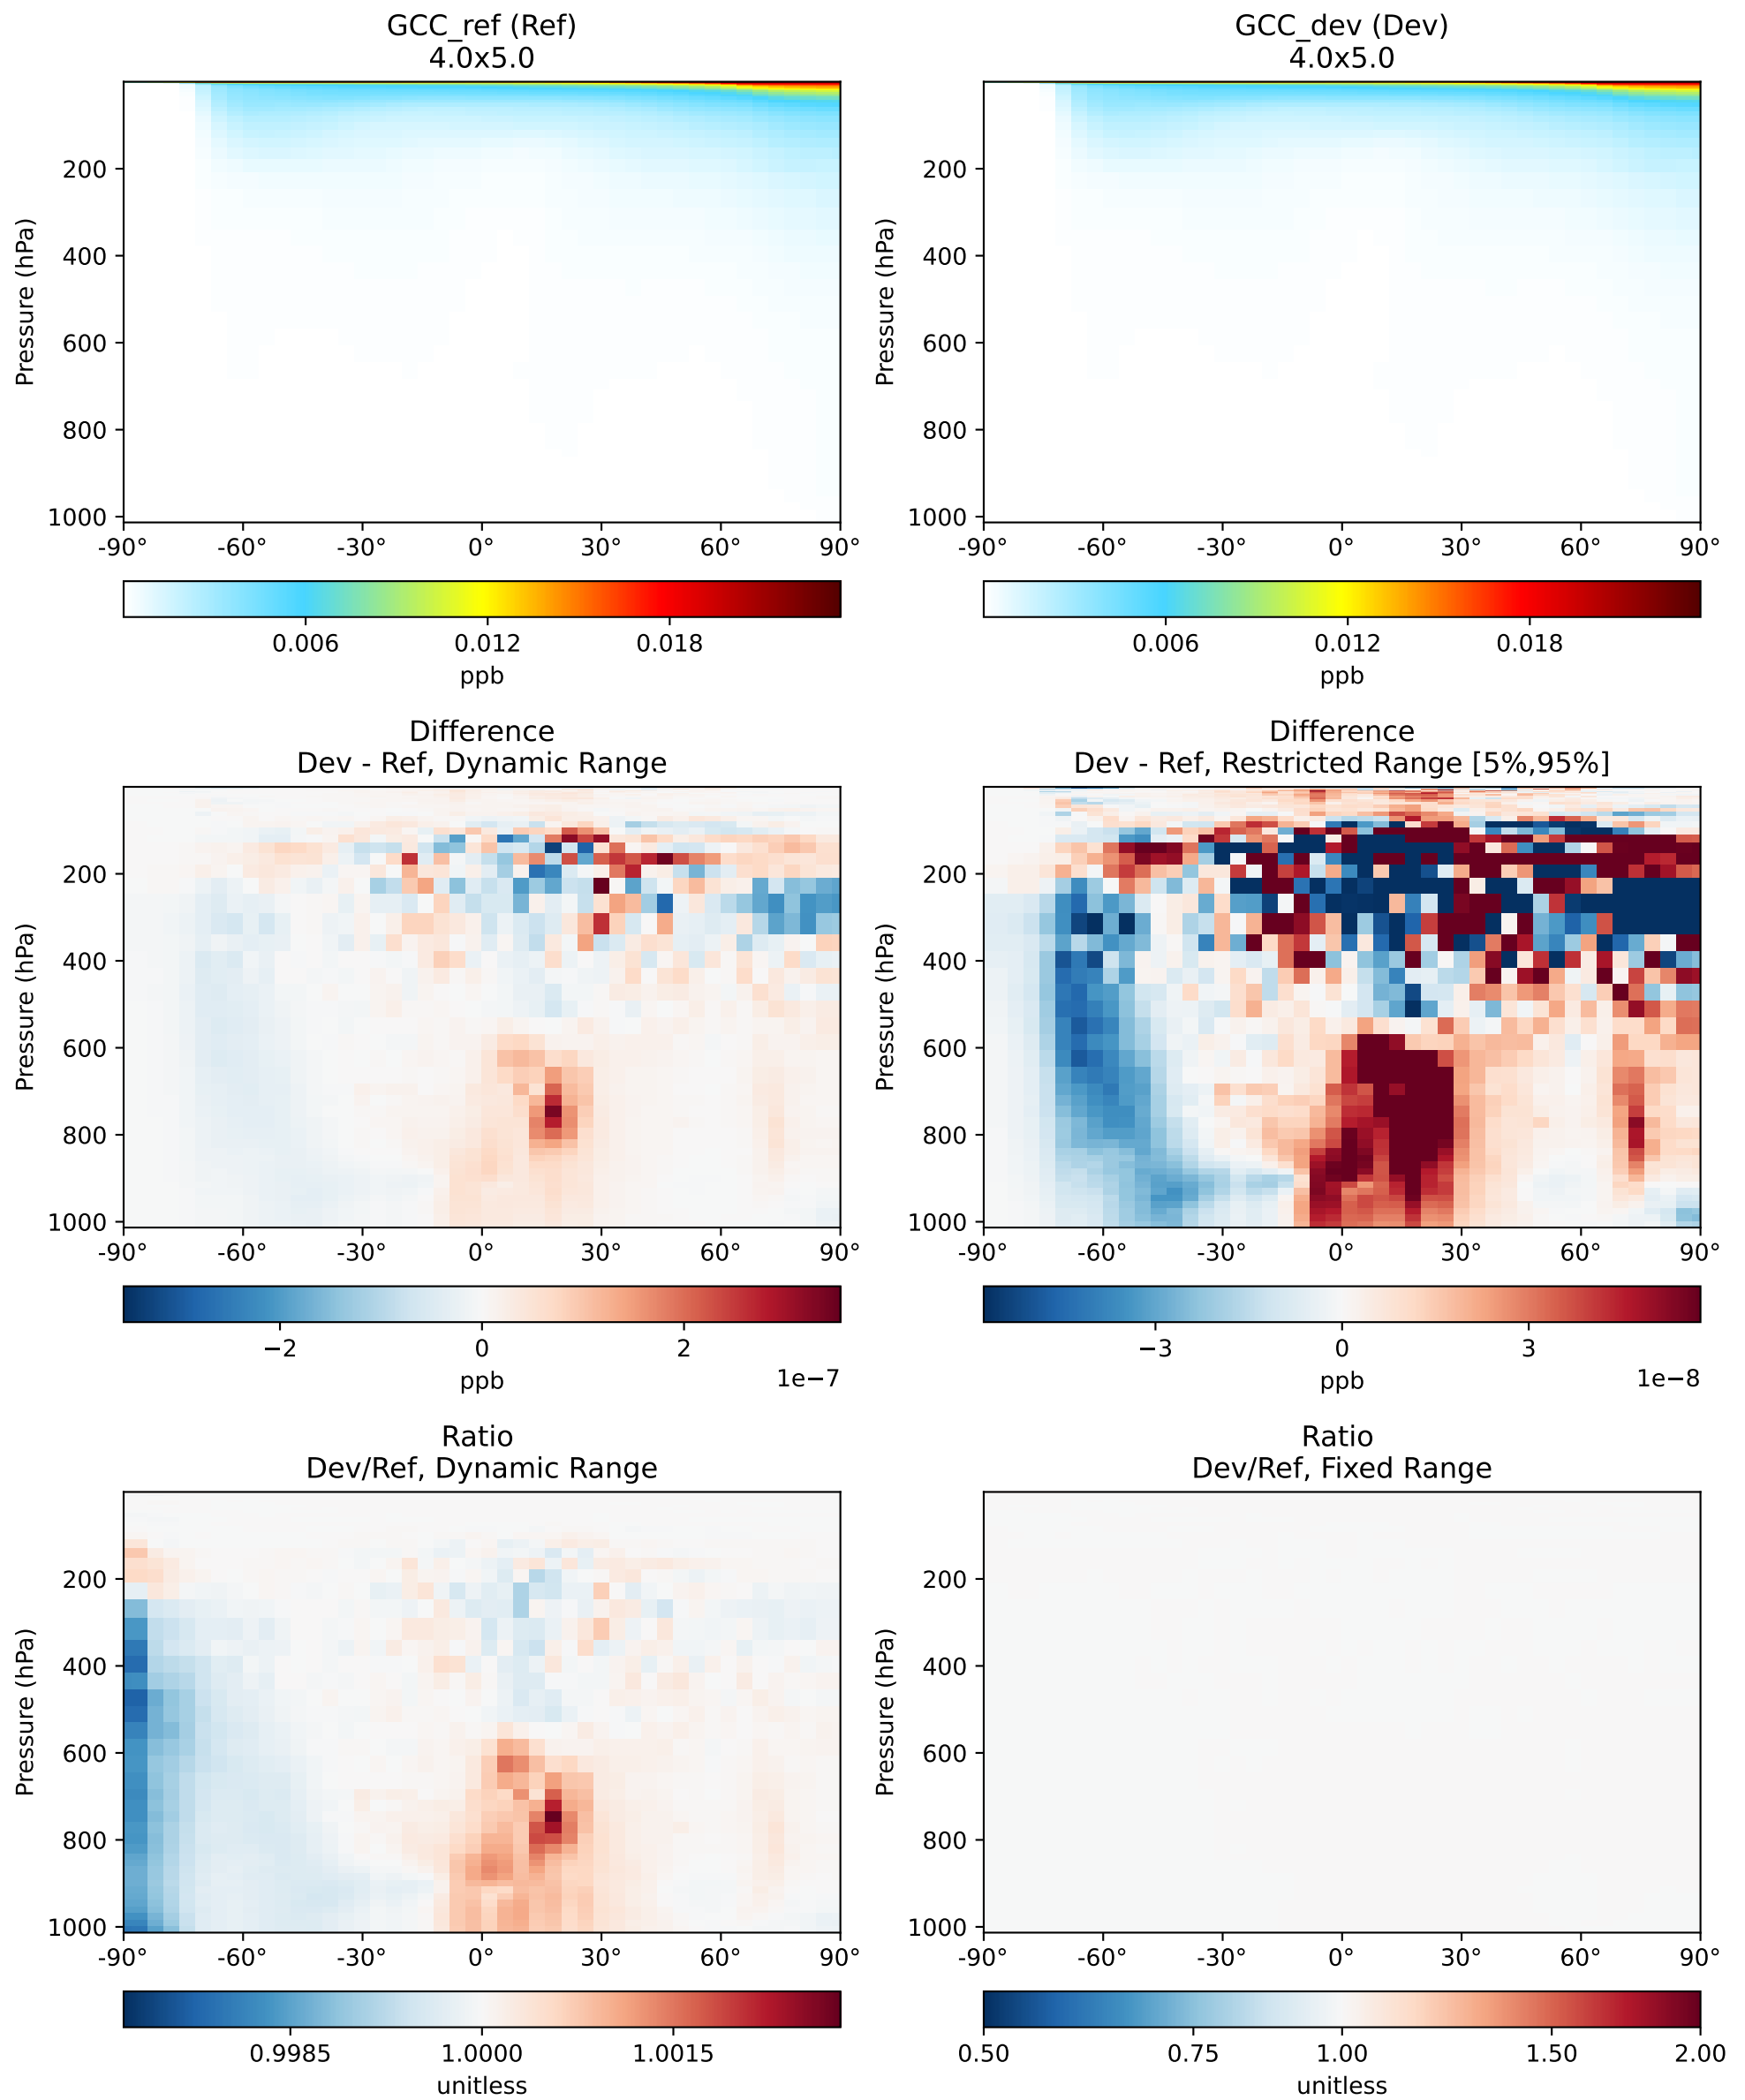 GCC_ref (Ref)
4.0x5.0
Pressure (hPa)
200
400
600
800
1000
-90° -60° -30° 0° 30° 60° 90°
0.006 0.012 0.018
ppb
GCC_dev (Dev)
4.0x5.0
Pressure (hPa)
200
400
600
800
1000
-90° -60° -30° 0° 30° 60° 90°
0.006 0.012 0.018
ppb
Difference
Dev - Ref, Dynamic Range
Pressure (hPa)
200
400
600
800
1000
-90° -60° -30° 0° 30° 60° 90°
−2 0 2
ppb
1e−7
Difference
Dev - Ref, Restricted Range [5%,95%]
Pressure (hPa)
200
400
600
800
1000
-90° -60° -30° 0° 30° 60° 90°
−3 0 3
ppb
1e−8
Ratio
Dev/Ref, Dynamic Range
Pressure (hPa)
200
400
600
800
1000
-90° -60° -30° 0° 30° 60° 90°
0.9985 1.0000 1.0015
unitless
Ratio
Dev/Ref, Fixed Range
Pressure (hPa)
200
400
600
800
1000
-90° -60° -30° 0° 30° 60° 90°
0.50 0.75 1.00 1.50 2.00
unitless